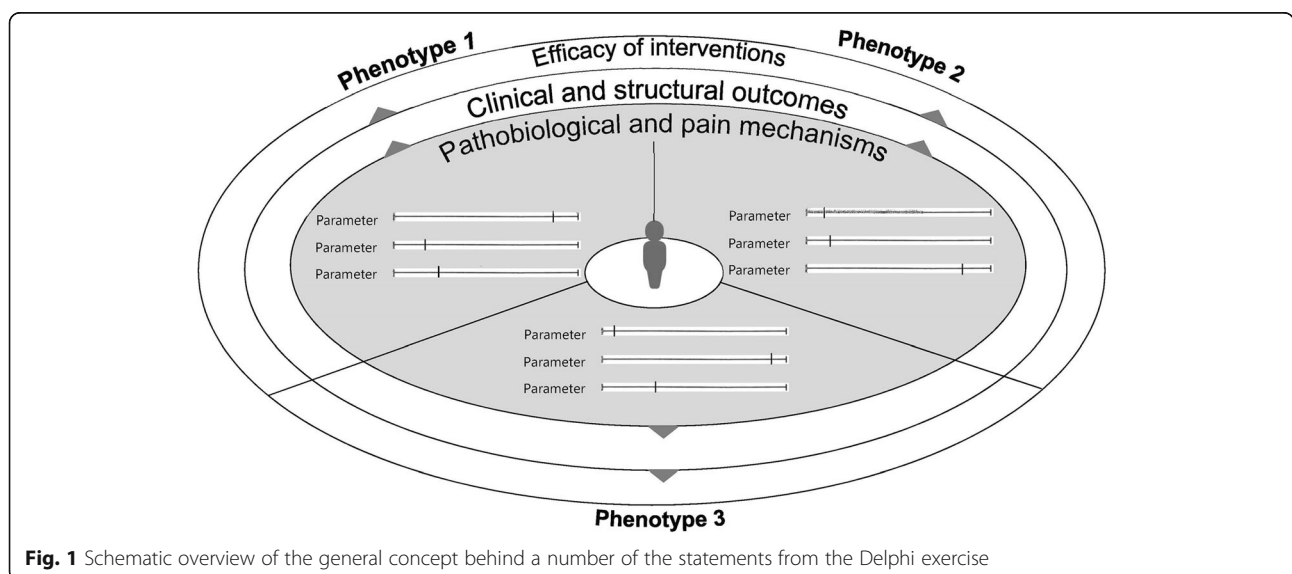 Phenotype 1
Efficacy of interventions
Phenotype 2
Clinical and structural outcomes
Pathobiological and pain mechanisms
Parameter
Parameter
Parameter
Parameter
Parameter
Parameter
Parameter
Parameter
Parameter
Phenotype 3
Fig. 1 Schematic overview of the general concept behind a number of the statements from the Delphi exercise